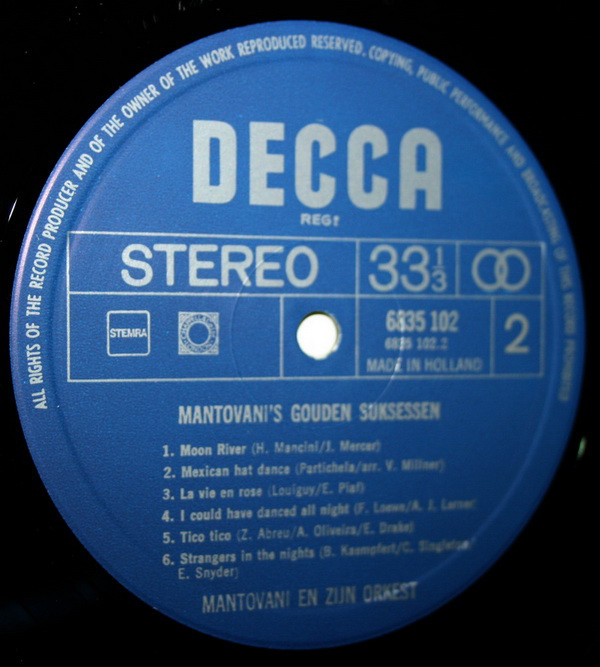 ALL RIGHTS OF THE RECORD PRODUCER AND OF THE OWNER OF THE WORK REPRODUCED RESERVED. COPYING, PUBLIC PERFORMANCE AND BROADCASTING OF THIS RECORD PROHIBITED
DECCA
REGT
STEREO 33 1/3
STEMRA 6835 102 2
6835 102.2
MADE IN HOLLAND
MANTOVANI'S GOUDEN SUKSESSEN
1. Moon River (H. Mancini/J. Mercer)
2. Mexican hat dance (Partichela/arr. V. Millner)
3. La vie en rose (Louiguy/E. Piaf)
4. I could have danced all night (F. Loewe/A. J. Lerner)
5. Tico tico (Z. Abreu/A. Oliveira/E. Drake)
6. Strangers in the nights (B. Kaempfert/C. Singleton
E. Snyder)
MANTOVANI EN ZIJN ORKEST